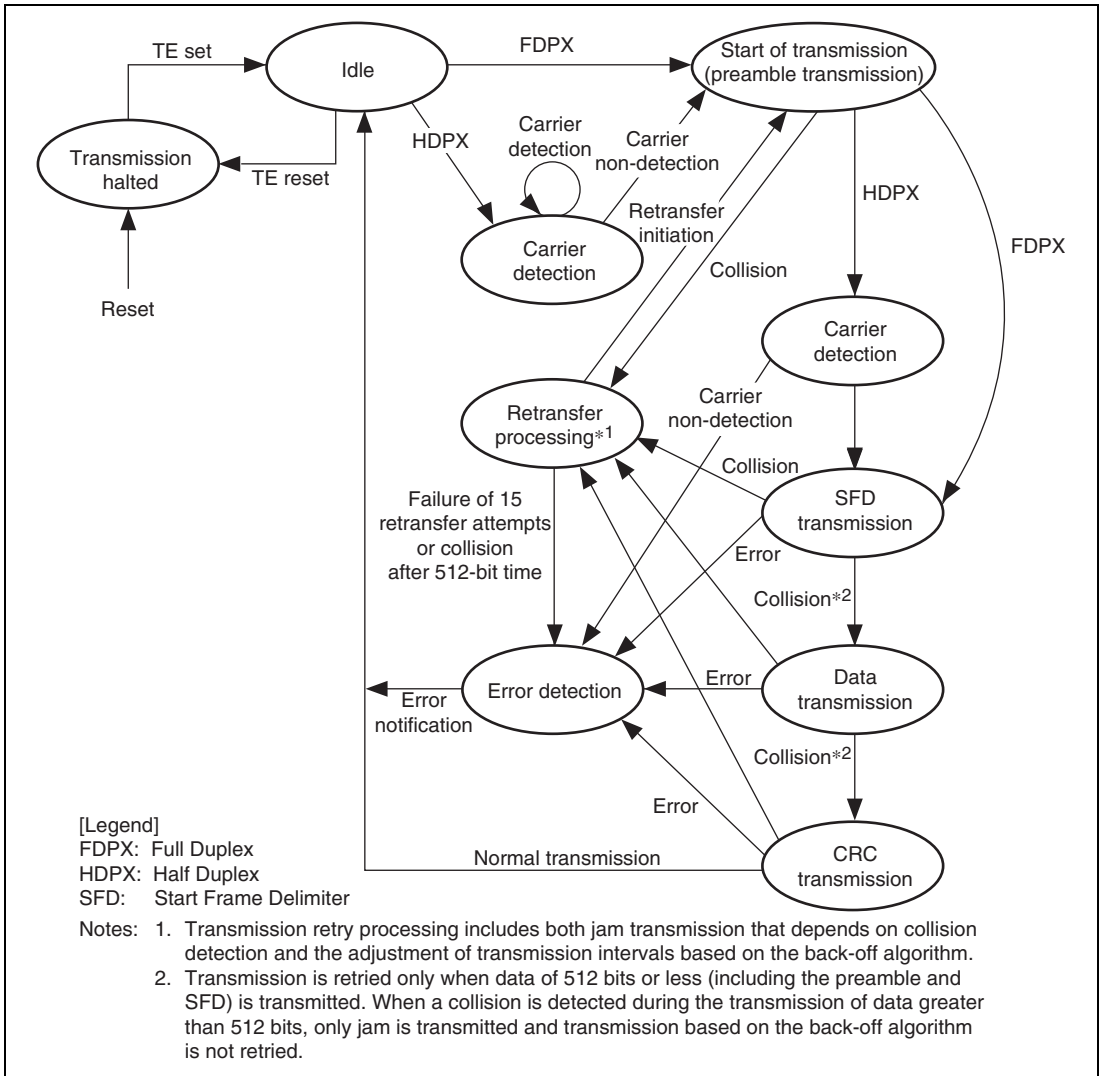 TE set
Idle
FDPX
Start of transmission
(preamble transmission)
Transmission
halted
TE reset
HDPX
Carrier
detection
Carrier
non-detection
HDPX
FDPX
Reset
Carrier
detection
Retransfer
initiation
Collision
Carrier
detection
Retransfer
processing*1
Carrier
non-detection
Collision
SFD
transmission
Failure of 15
retransfer attempts
or collision
after 512-bit time
Error
Collision*2
Error detection
Error
Data
transmission
Error
notification
Collision*2
Error
Normal transmission
CRC
transmission
[Legend]
FDPX: Full Duplex
HDPX: Half Duplex
SFD: Start Frame Delimiter
Notes: 1. Transmission retry processing includes both jam transmission that depends on collision
detection and the adjustment of transmission intervals based on the back-off algorithm.
2. Transmission is retried only when data of 512 bits or less (including the preamble and
SFD) is transmitted. When a collision is detected during the transmission of data greater
than 512 bits, only jam is transmitted and transmission based on the back-off algorithm
is not retried.